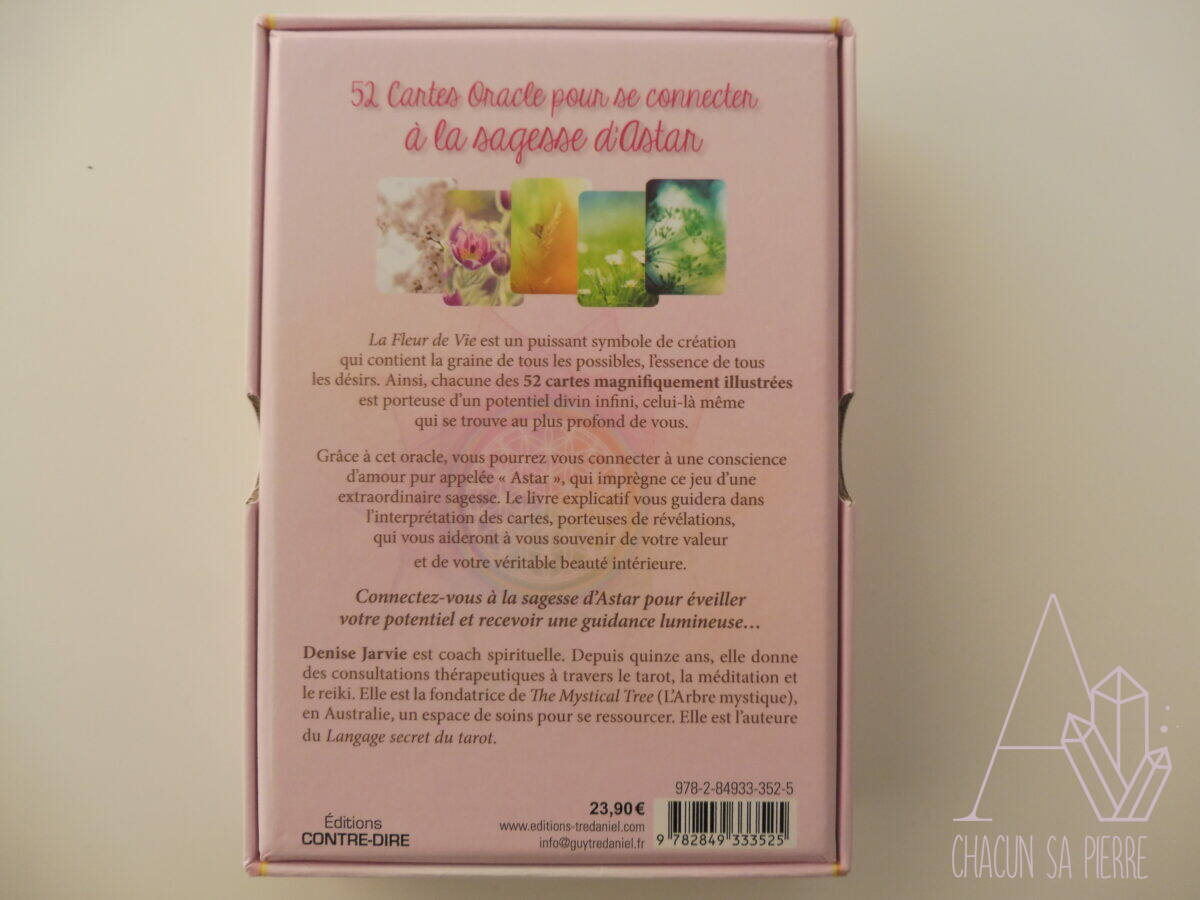 52 Cartes Oracle pour se connecter
à la sagesse d'Astar
La Fleur de Vie est un puissant symbole de création
qui contient la graine de tous les possibles, l'essence de tous
les désirs. Ainsi, chacune des 52 cartes magnifiquement illustrées
est porteuse d'un potentiel divin infini, celui-là même
qui se trouve au plus profond de vous.
Grâce à cet oracle, vous pourrez vous connecter à une conscience
d'amour pur appelée « Astar », qui imprègne ce jeu d'une
extraordinaire sagesse. Le livre explicatif vous guidera dans
l'interprétation des cartes, porteuses de révélations,
qui vous aideront à vous souvenir de votre valeur
et de votre véritable beauté intérieure.
Connectez-vous à la sagesse d'Astar pour éveiller
votre potentiel et recevoir une guidance lumineuse…
Denise Jarvie est coach spirituelle. Depuis quinze ans, elle donne
des consultations thérapeutiques à travers le tarot, la méditation et
le reiki. Elle est la fondatrice de The Mystical Tree (L'Arbre mystique),
en Australie, un espace de soins pour se ressourcer. Elle est l'auteure
du Langage secret du tarot.
978-2-84933-352-5
23,90 €
www.editions-tredaniel.com
info@guytredaniel.fr
9 782849 333525
Éditions
CONTRE-DIRE
A
CHACUN SA PIERRE